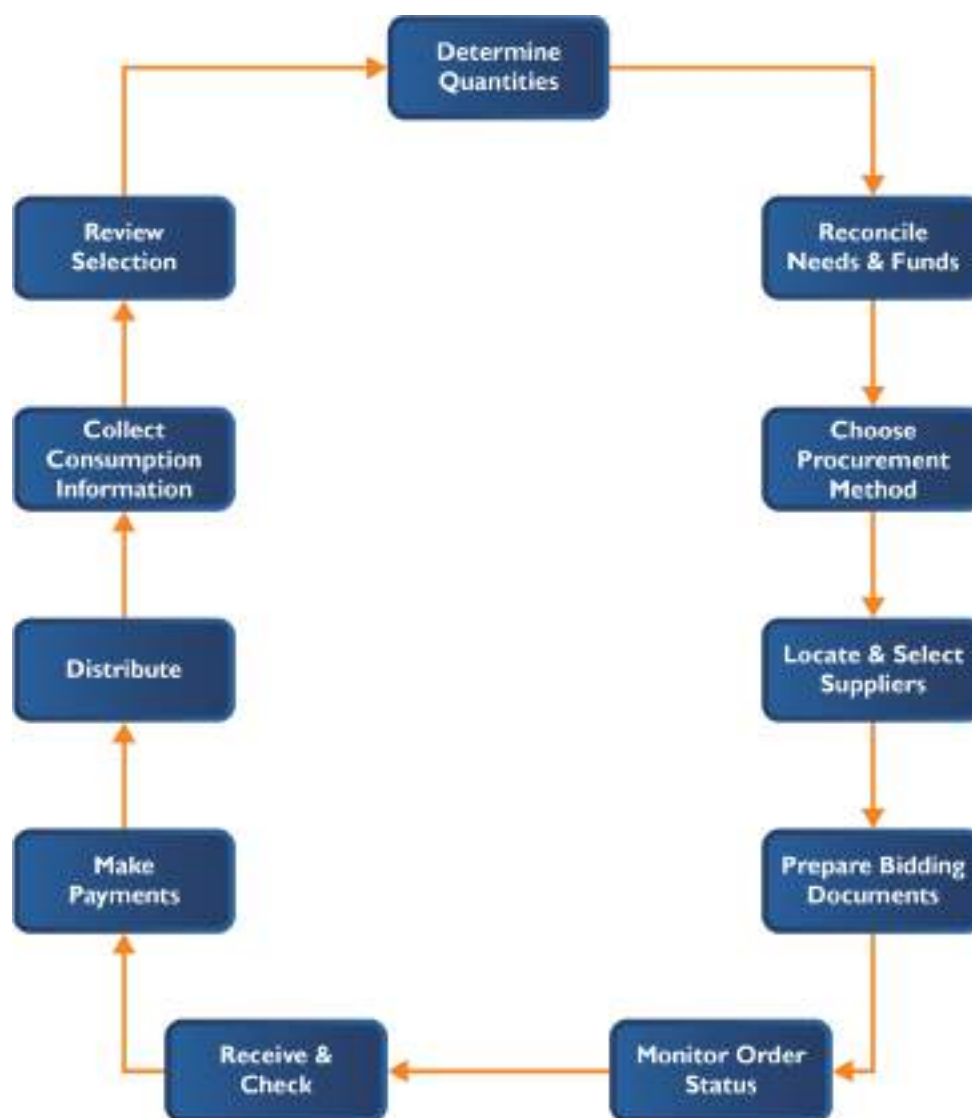 Determine
Quantities
Reconcile
Needs & Funds
Choose
Procurement
Method
Locate & Select
Suppliers
Prepare Bidding
Documents
Monitor Order
Status
Receive &
Check
Make
Payments
Distribute
Collect
Consumption
Information
Review
Selection